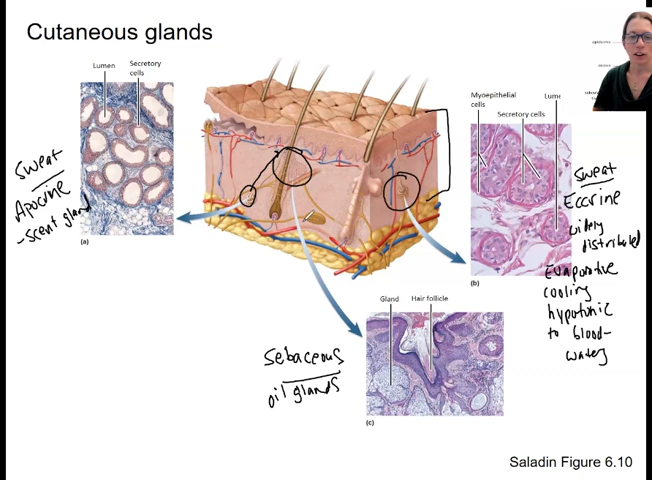 Cutaneous glands
Lumen
Secretory
cells
Sweat
Apocrine
-scent gland
(a)
Myoepithelial
cells
Lume
Secretory cells
Sweat
Eccrine
widely
distributed
Evaporative
cooling
hypotonic
to blood-
watery
(b)
Sebaceous
oil glands
Gland
Hair follicle
(c)
Saladin Figure 6.10